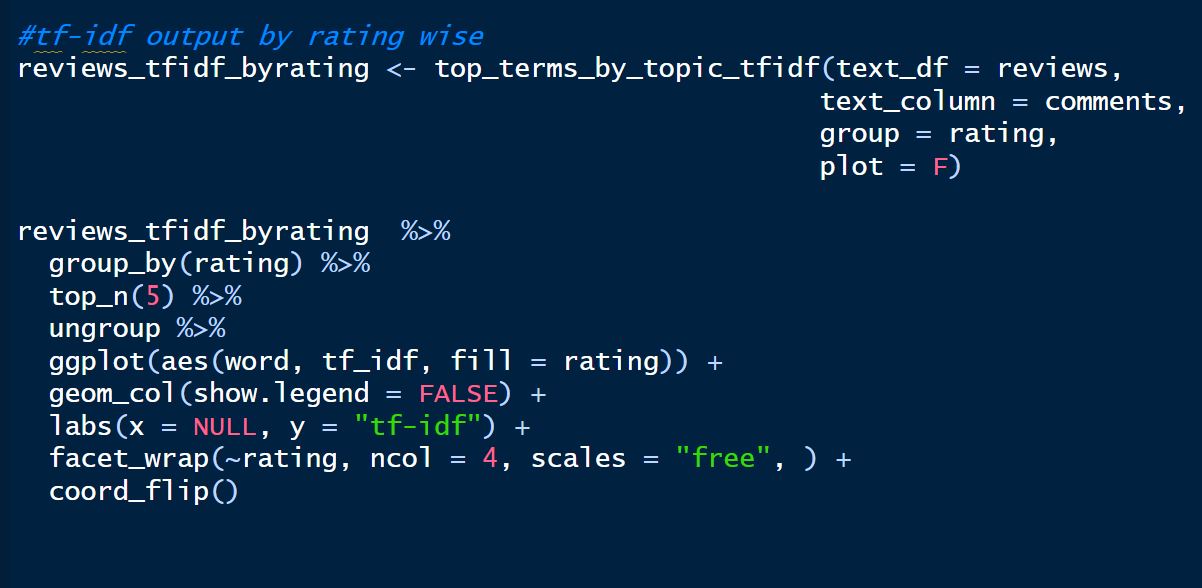 #tf-idf output by rating wise
reviews_tfidf_byrating <- top_terms_by_topic_tfidf(text_df = reviews,
text_column = comments,
group = rating,
plot = F)
reviews_tfidf_byrating  %>%
group_by(rating) %>%
top_n(5) %>%
ungroup %>%
ggplot(aes(word, tf_idf, fill = rating)) +
geom_col(show.legend = FALSE) +
labs(x = NULL, y = "tf-idf") +
facet_wrap(~rating, ncol = 4, scales = "free", ) +
coord_flip()